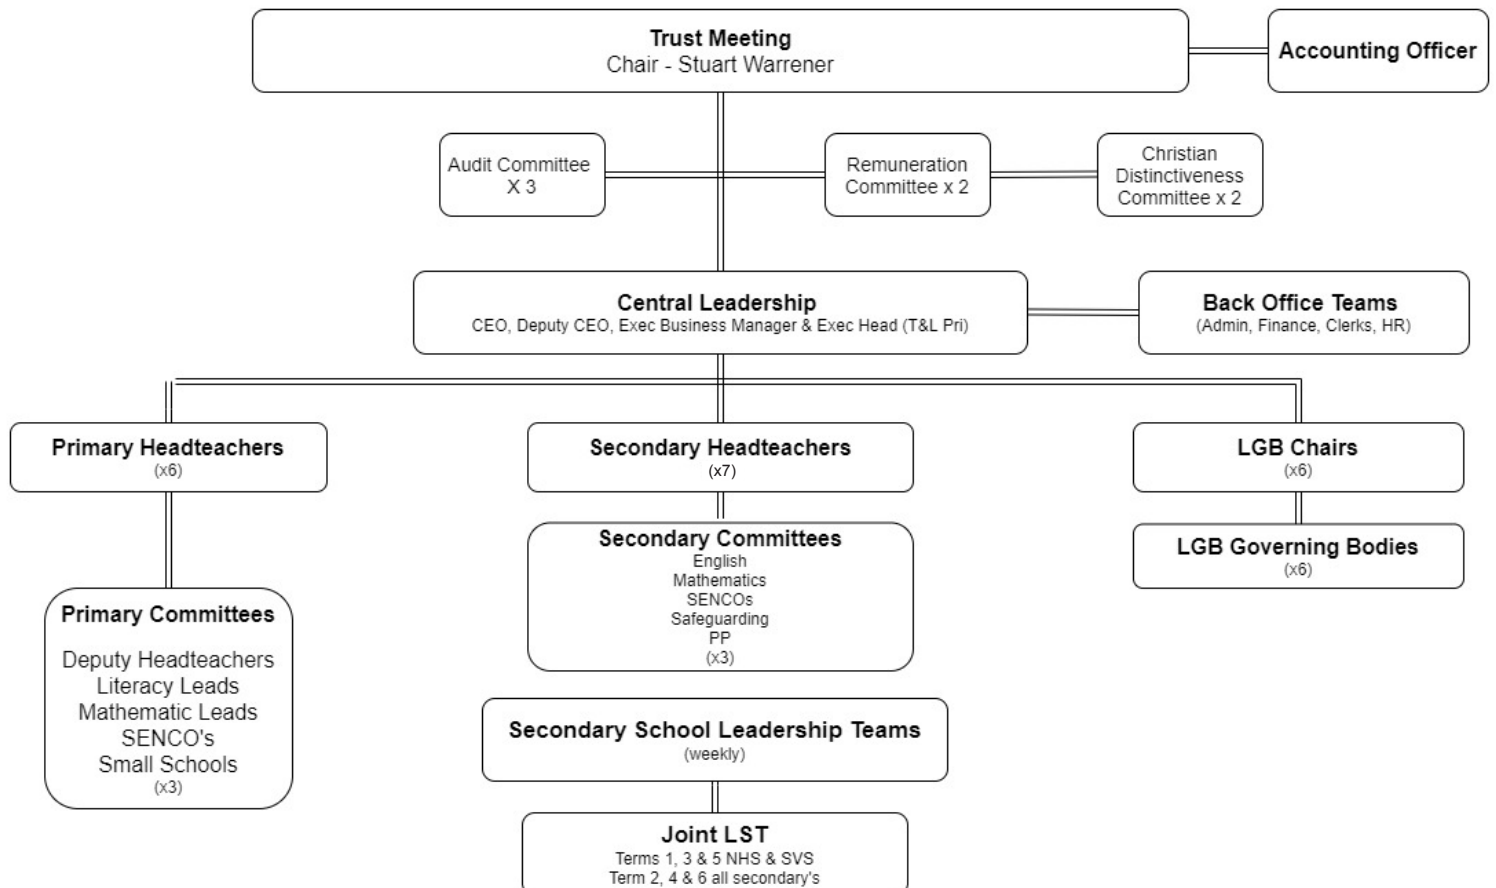 Trust Meeting
Chair - Stuart Warrener
Accounting Officer
Audit Committee
X 3
Remuneration
Committee x 2
Christian
Distinctiveness
Committee x 2
Central Leadership
CEO, Deputy CEO, Exec Business Manager & Exec Head (T&L Pri)
Back Office Teams
(Admin, Finance, Clerks, HR)
Primary Headteachers
(x6)
Secondary Headteachers
(x7)
LGB Chairs
(x6)
Secondary Committees
English
Mathematics
SENCOs
Safeguarding
PP
(x3)
LGB Governing Bodies
(x6)
Primary Committees
Deputy Headteachers
Literacy Leads
Mathematic Leads
SENCO's
Small Schools
(x3)
Secondary School Leadership Teams
(weekly)
Joint LST
Terms 1, 3 & 5 NHS & SVS
Term 2, 4 & 6 all secondary's